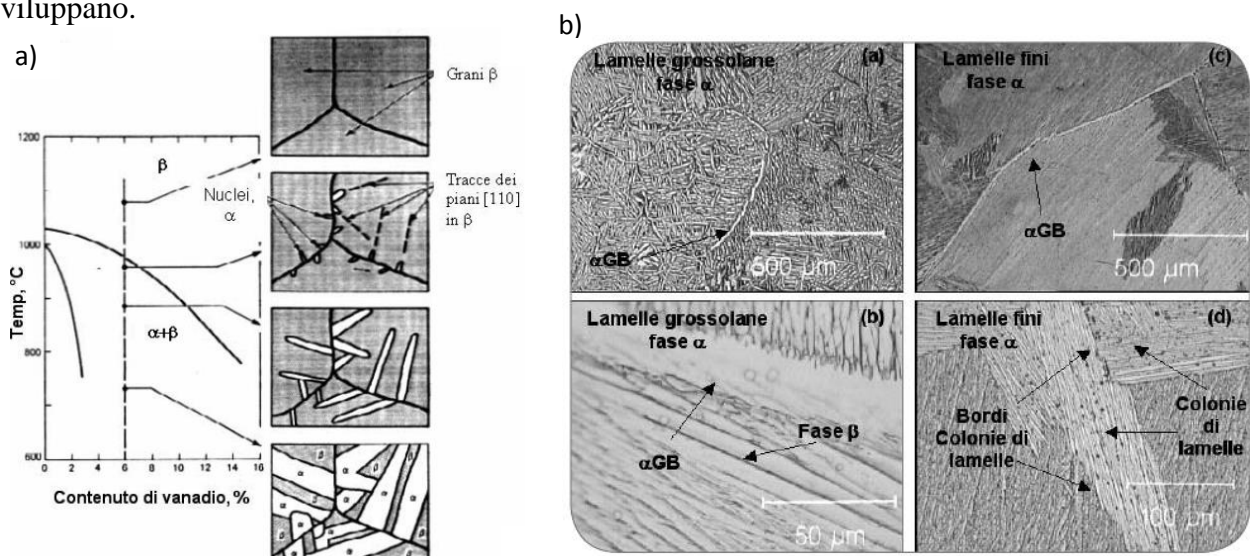 viluppano.
a)
Grani β
1200
β
Nuclei,
α
Tracce dei
piani [110]
in β
1000
Temp, °C
α+β
800
600
0 2 4 6 8 10 12 14 16
Contenuto di vanadio, %
α α β α β α
b)
Lamelle grossolane
fase α
(a)
αGB
500 µm
Lamelle fini
fase α
(c)
αGB
500 µm
Lamelle grossolane
fase α
(b)
Fase β
αGB
50 µm
Lamelle fini
fase α
(d)
Bordi
Colonie di
lamelle
Colonie
di
lamelle
100 µm